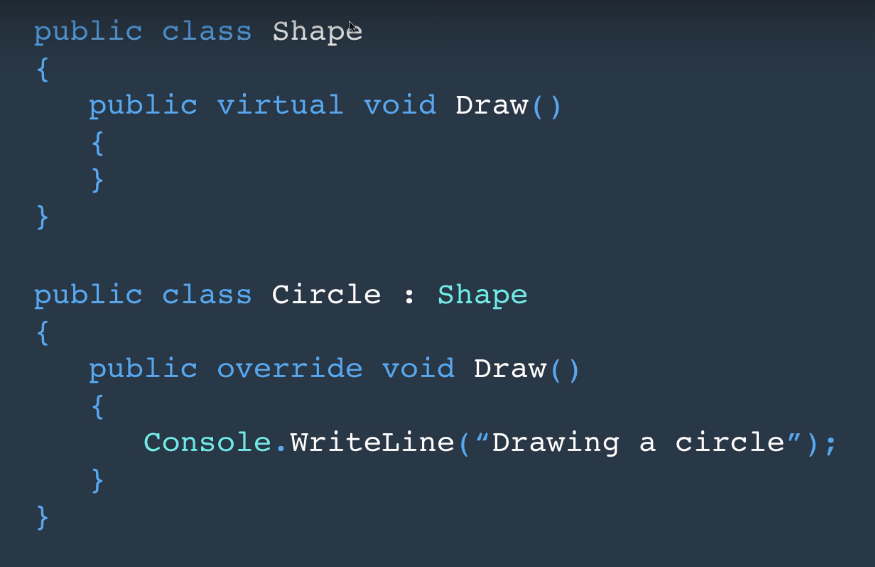 public class Shape
{
public virtual void Draw()
{
}
}
public class Circle : Shape
{
public override void Draw()
{
Console.WriteLine(“Drawing a circle”);
}
}